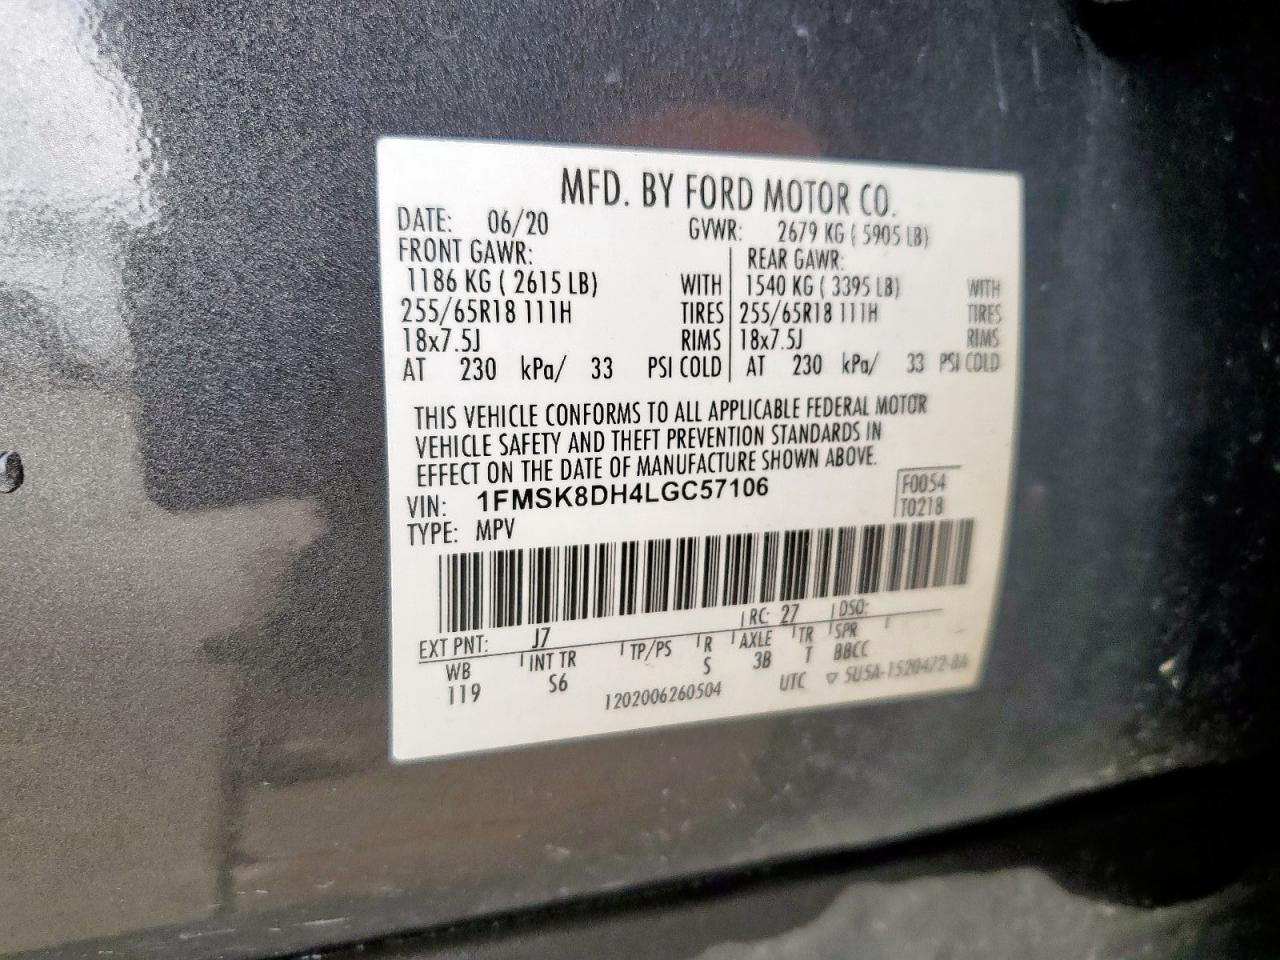 MFD. BY FORD MOTOR CO.
DATE: 06/20 GVWR: 2679 KG ( 5905 LB)
FRONT GAWR: REAR GAWR:
1186 KG ( 2615 LB) WITH 1540 KG ( 3395 LB) WITH
255/65R18 111H TIRES 255/65R18 111H TIRES
18x7.5J RIMS 18x7.5J RIMS
AT 230 kPa/ 33 PSI COLD AT 230 kPa/ 33 PSI COLD
THIS VEHICLE CONFORMS TO ALL APPLICABLE FEDERAL MOTOR
VEHICLE SAFETY AND THEFT PREVENTION STANDARDS IN
EFFECT ON THE DATE OF MANUFACTURE SHOWN ABOVE.
VIN: 1FMSK8DH4LGC57106 F0054
TYPE: MPV T0218
EXT PNT: J7 RC: 27 DSO:
WB INT TR TP/PS R AXLE TR SPR
119 S6 S 3B T BBCC
1202006260504 UTC ▽ SU5A-1520472-BA